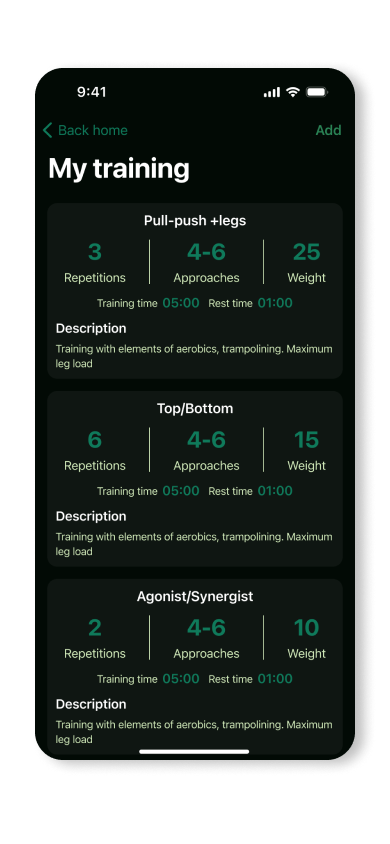 9:41
Back home Add
My training
Pull-push +legs
3 4-6 25
Repetitions Approaches Weight
Training time 05:00 Rest time 01:00
Description
Training with elements of aerobics, trampolining. Maximum
leg load
Top/Bottom
6 4-6 15
Repetitions Approaches Weight
Training time 05:00 Rest time 01:00
Description
Training with elements of aerobics, trampolining. Maximum
leg load
Agonist/Synergist
2 4-6 10
Repetitions Approaches Weight
Training time 05:00 Rest time 01:00
Description
Training with elements of aerobics, trampolining. Maximum
leg load